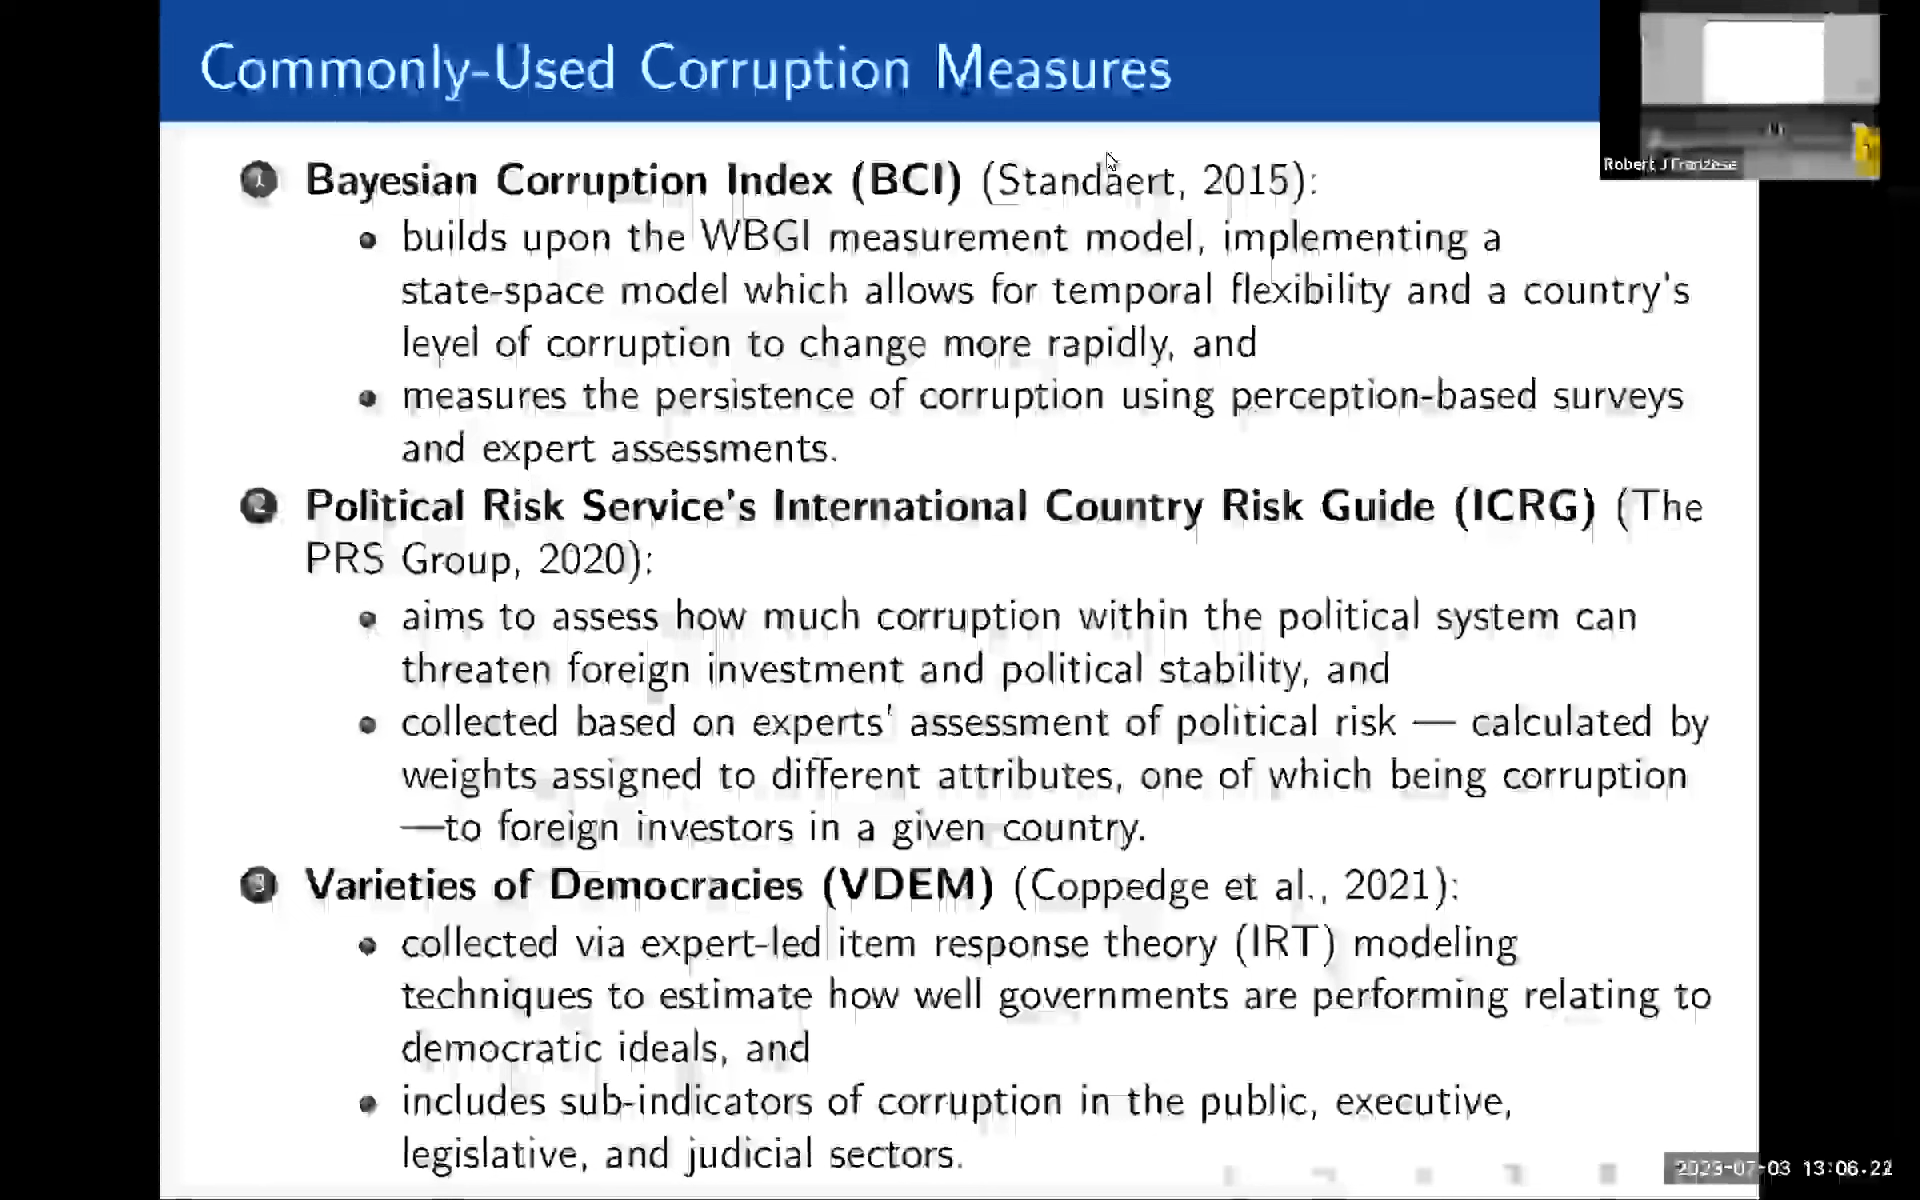 Commonly-Used Corruption Measures
Robert J Franzese
1 Bayesian Corruption Index (BCI) (Standaert, 2015):
• builds upon the WBGI measurement model, implementing a
state-space model which allows for temporal flexibility and a country's
level of corruption to change more rapidly, and
• measures the persistence of corruption using perception-based surveys
and expert assessments.
2 Political Risk Service's International Country Risk Guide (ICRG) (The
PRS Group, 2020):
• aims to assess how much corruption within the political system can
threaten foreign investment and political stability, and
• collected based on experts' assessment of political risk — calculated by
weights assigned to different attributes, one of which being corruption
—to foreign investors in a given country.
3 Varieties of Democracies (VDEM) (Coppedge et al., 2021):
• collected via expert-led item response theory (IRT) modeling
techniques to estimate how well governments are performing relating to
democratic ideals, and
• includes sub-indicators of corruption in the public, executive,
legislative, and judicial sectors.
2023-07-03 13:06:22